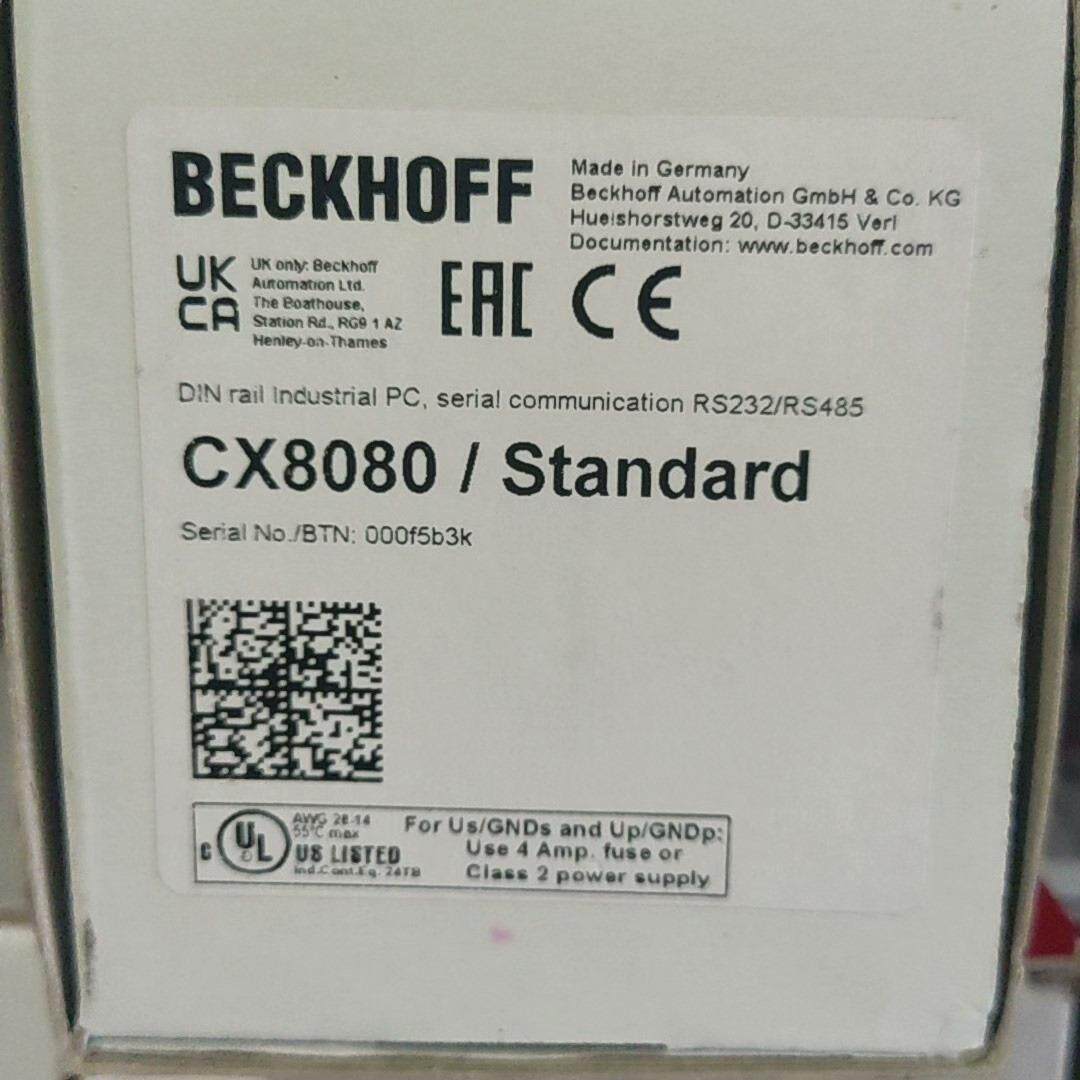 BECKHOFF
Made in Germany
Beckhoff Automation GmbH & Co. KG
Huelshorstweg 20, D-33415 Verl
Documentation: www.beckhoff.com
UK
CA
UK only: Beckhoff
Automation Ltd.
The Boathouse,
Station Rd., RG9 1 AZ
Henley-on-Thames
EAC CE
DIN rail Industrial PC, serial communication RS232/RS485
CX8080 / Standard
Serial No./BTN: 000f5b3k
c UL
AWG 28-14
55°C max
US LISTED
Ind.Cont.Eq. 24TB
For Us/GNDs and Up/GNDp:
Use 4 Amp. fuse or
Class 2 power supply